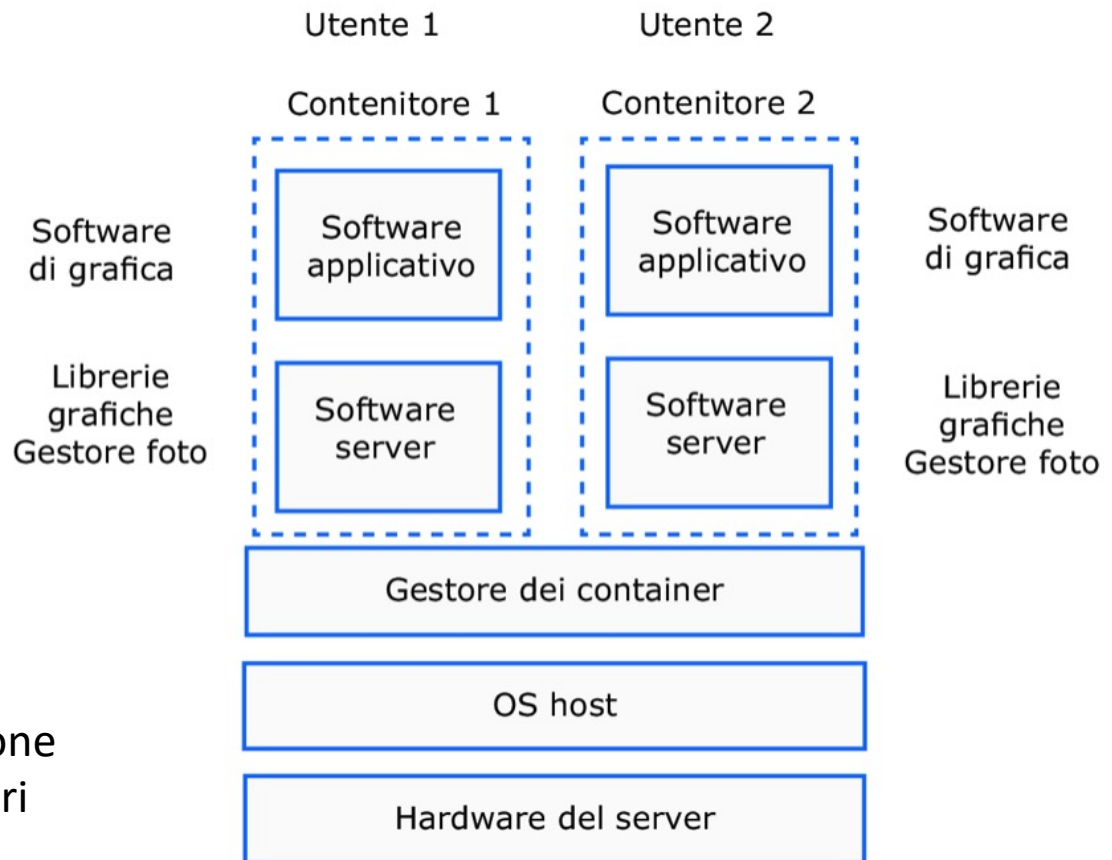 Utente 1
Utente 2
Contenitore 1
Contenitore 2
Software
di grafica
Software
applicativo
Software
applicativo
Software
di grafica
Librerie
grafiche
Gestore foto
Software
server
Software
server
Librerie
grafiche
Gestore foto
Gestore dei container
OS host
one
ri
Hardware del server